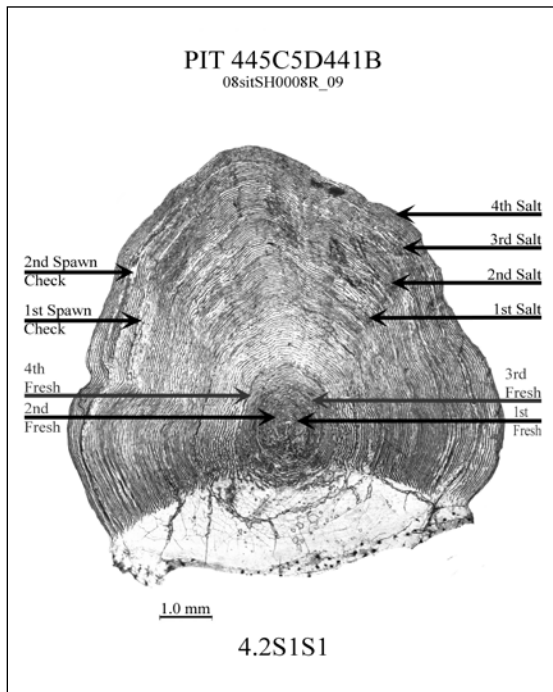 PIT 445C5D441B
08sitSH0008R_09
4th Salt
3rd Salt
2nd Spawn
Check
2nd Salt
1st Spawn
Check
1st Salt
4th
Fresh
3rd
Fresh
2nd
Fresh
1st
Fresh
1.0 mm
4.2S1S1